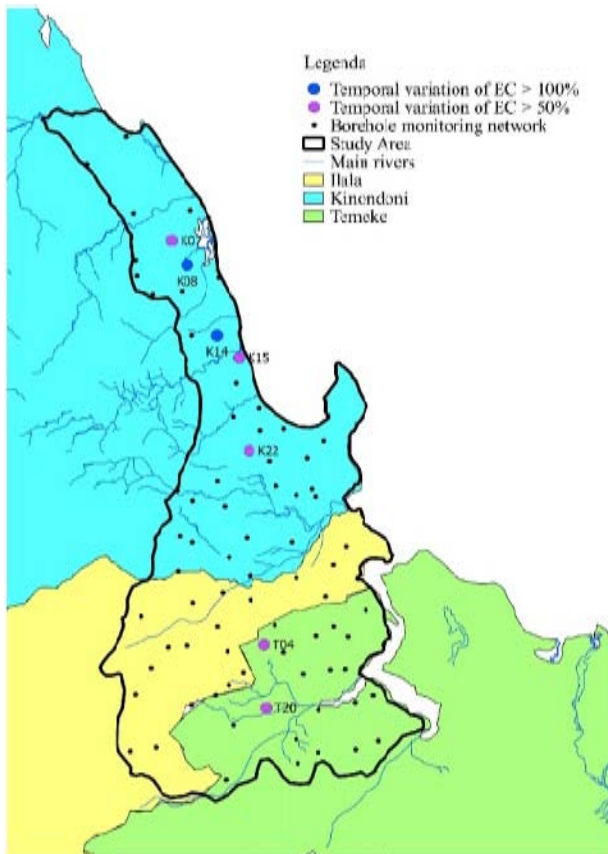 Legenda
Temporal variation of EC > 100%
Temporal variation of EC > 50%
Borehole monitoring network
Study Area
Main rivers
Ilala
Kinondoni
Temeke
K07
K08
K14
K15
K22
T04
T20